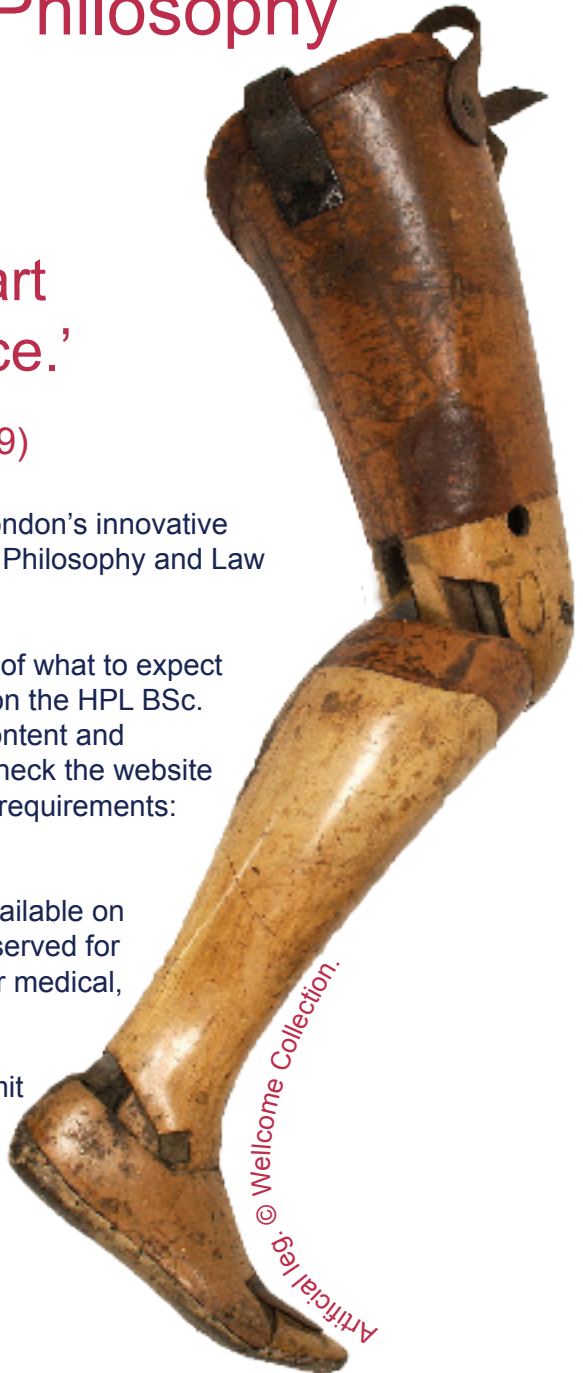 Philosophy
art
ce.’
9)
ondon’s innovative
Philosophy and Law
of what to expect
on the HPL BSc.
ontent and
heck the website
requirements:
ailable on
served for
r medical,
nit
Artificial leg. © Wellcome Collection.